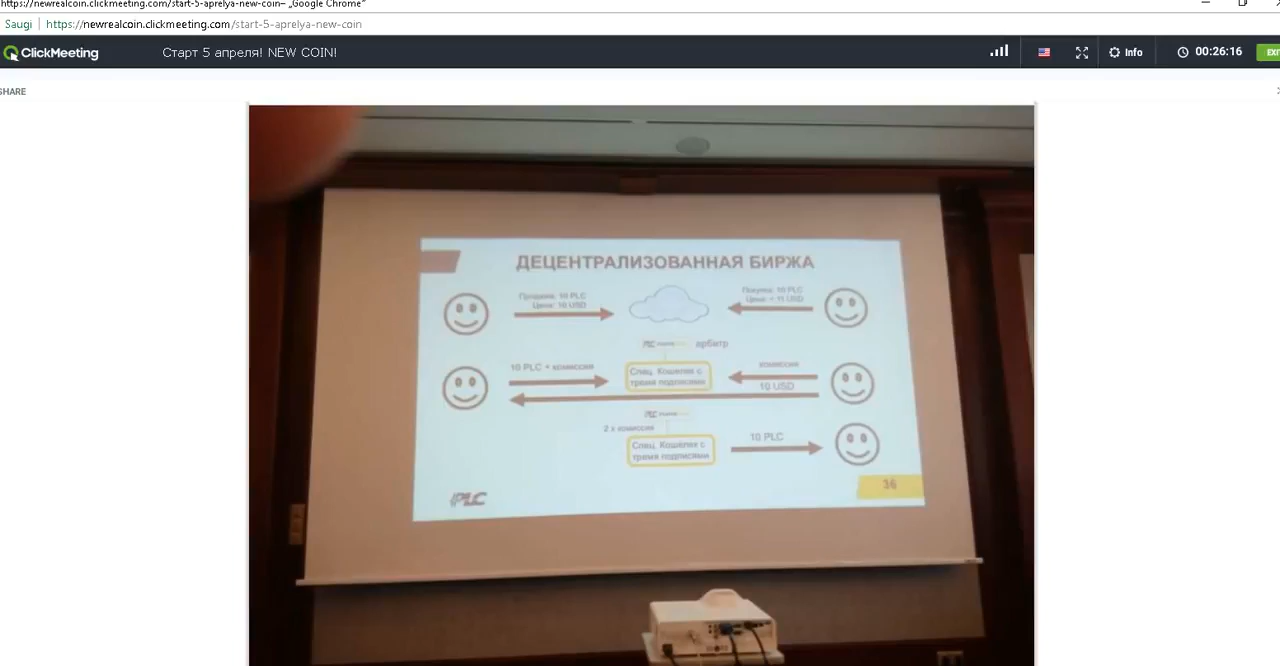 https://newrealcoin.clickmeeting.com/start-5-aprelya-new-coin– „Google Chrome“
Saugi
https://newrealcoin.clickmeeting.com/start-5-aprelya-new-coin
ClickMeeting
Старт 5 апреля! NEW COIN!
Info
00:26:16
SHARE
ДЕЦЕНТРАЛИЗОВАННАЯ БИРЖА
Продажа: 10 PLC
Цена: 10 USD
Покупка: 10 PLC
Цена: < 11 USD
PLC
арбитр
10 PLC + комиссия
Спец. Кошелек с
тремя подписями
комиссия
10 USD
PLC
2 x комиссия
Спец. Кошелек с
тремя подписями
10 PLC
PLC
36